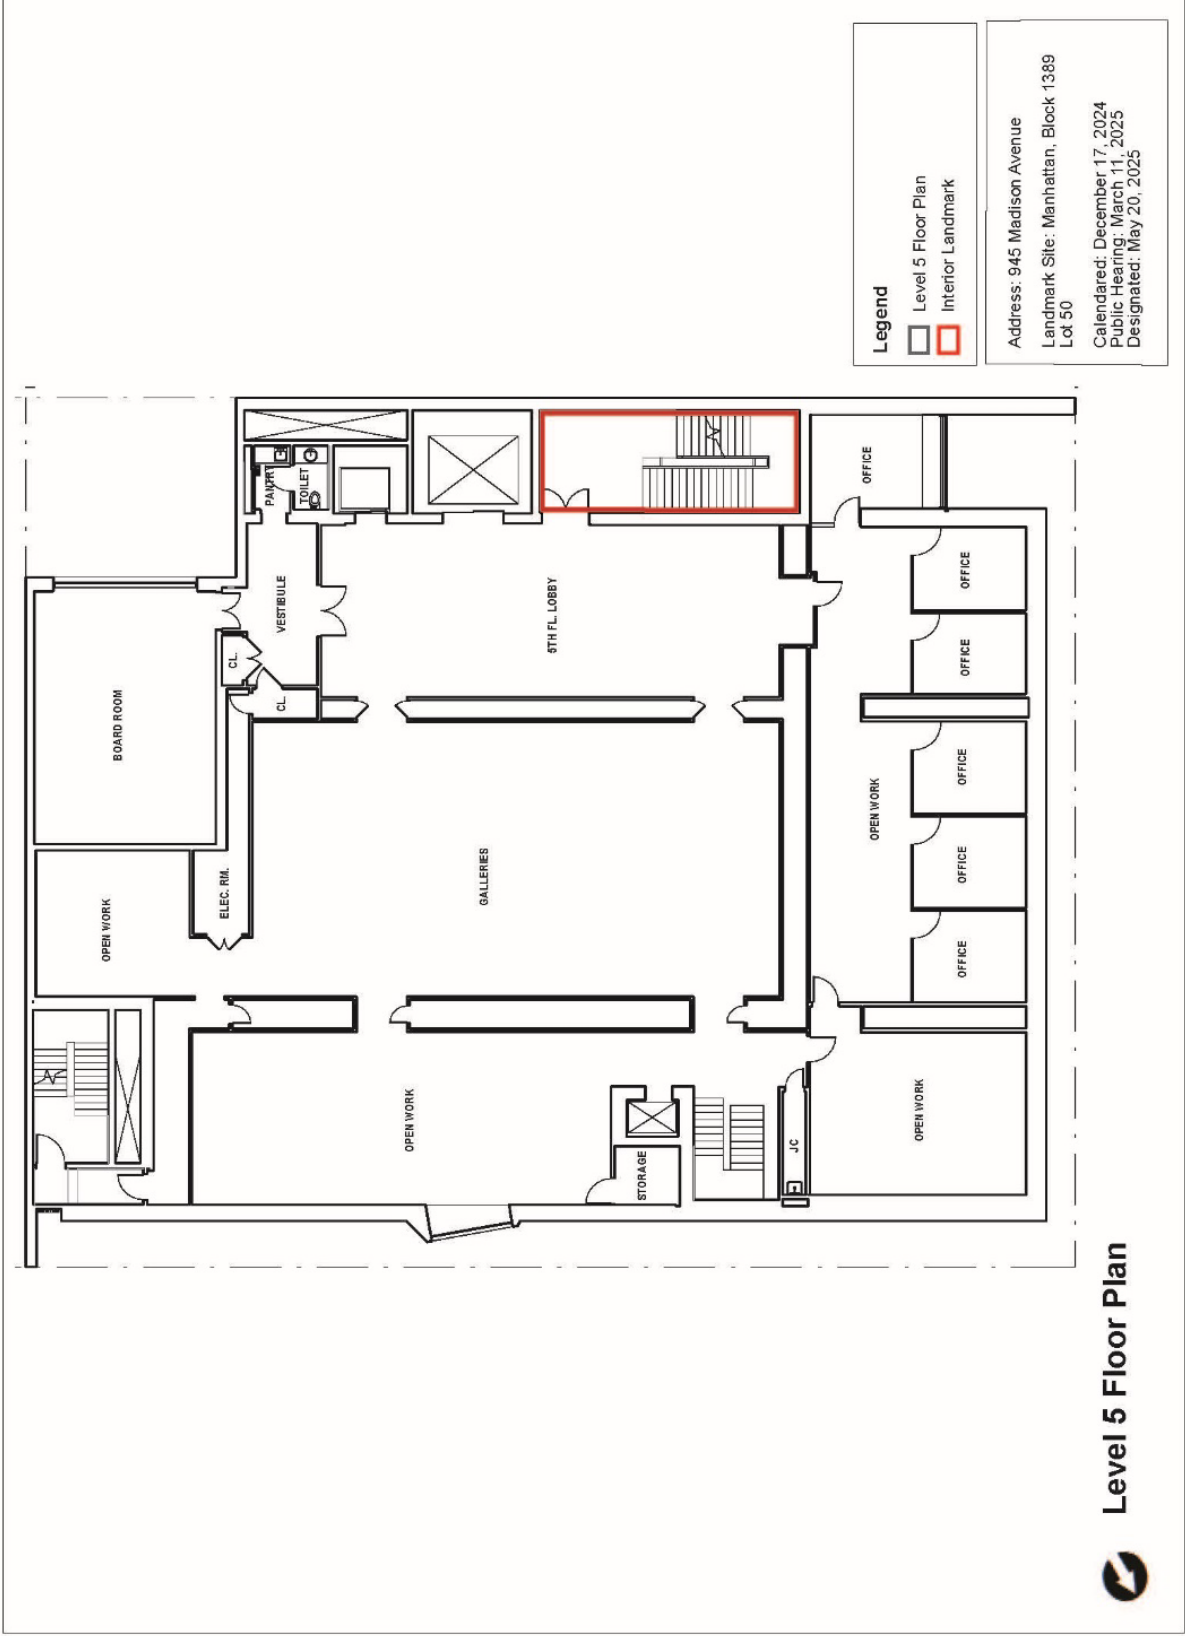 BOARD ROOM
OPEN WORK
ELEC. RM.
CL.
CL.
VESTIBULE
PANTRY
TOILET
GALLERIES
5TH FL. LOBBY
OPEN WORK
STORAGE
JC
OPEN WORK
OPEN WORK
OFFICE
OFFICE
OFFICE
OFFICE
OFFICE
OFFICE
Legend
Level 5 Floor Plan
Interior Landmark
Address: 945 Madison Avenue
Landmark Site: Manhattan, Block 1389
Lot 50
Calendared: December 17, 2024
Public Hearing: March 11, 2025
Designated: May 20, 2025
Level 5 Floor Plan